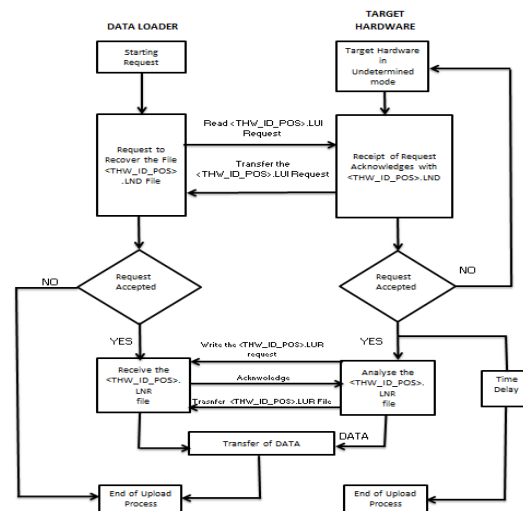 DATA LOADER
TARGET
HARDWARE
Starting
Request
Target Hardware
in
Undetermined
mode
Read <THW_ID_POS>.LUI
Request
Transfer the
<THW_ID_POS>.LUI Request
Request to
Recover the File
<THW_ID_POS>
.LND File
Receipt of Request
Acknowledges with
<THW_ID_POS>.LND
NO
Request
Accepted
Request
Accepted
NO
YES
YES
Write the <THW_ID_POS>.LUR
request
Receive the
<THW_ID_POS>.
LNR
file
Acknowledge
Transfer <THW_ID_POS>.LUR File
Analyse the
<THW_ID_POS>.
LNR
file
Time
Delay
Transfer of DATA
DATA
End of Upload
Process
End of Upload
Process